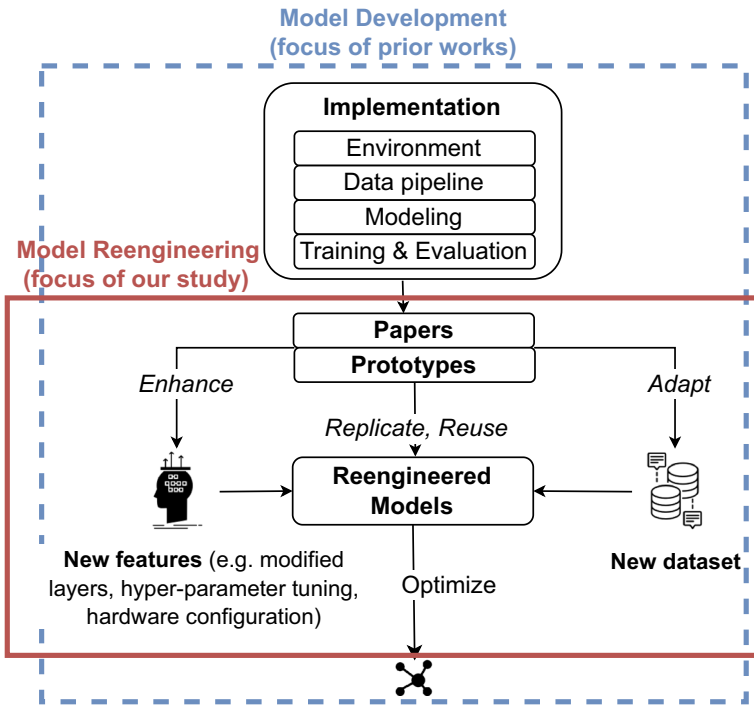 Model Development
(focus of prior works)
Implementation
Environment
Data pipeline
Modeling
Training & Evaluation
Model Reengineering
(focus of our study)
Papers
Prototypes
Enhance
Adapt
Replicate, Reuse
Reengineered
Models
New features (e.g. modified
layers, hyper-parameter tuning,
hardware configuration)
New dataset
Optimize